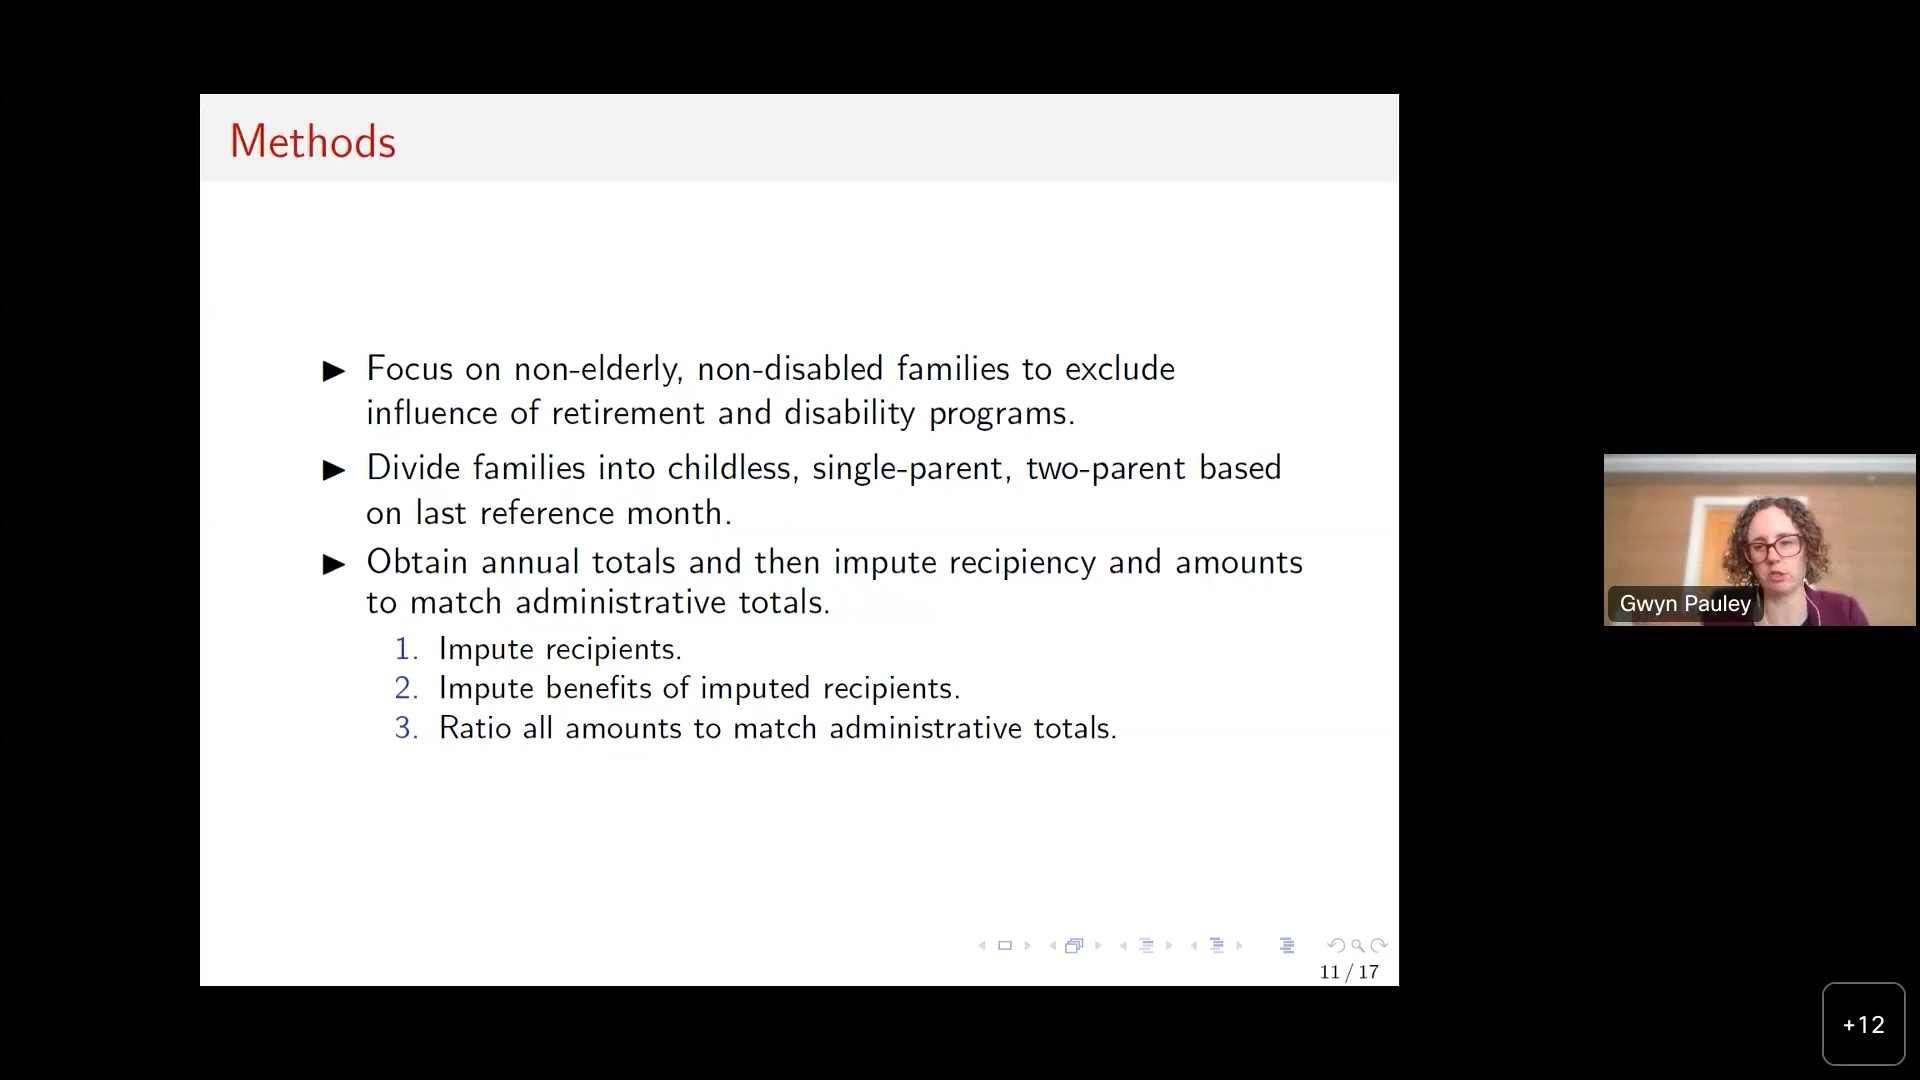 Methods
▶ Focus on non-elderly, non-disabled families to exclude
influence of retirement and disability programs.
▶ Divide families into childless, single-parent, two-parent based
on last reference month.
▶ Obtain annual totals and then impute recipiency and amounts
to match administrative totals.
1. Impute recipients.
2. Impute benefits of imputed recipients.
3. Ratio all amounts to match administrative totals.
11 / 17
Gwyn Pauley
+12